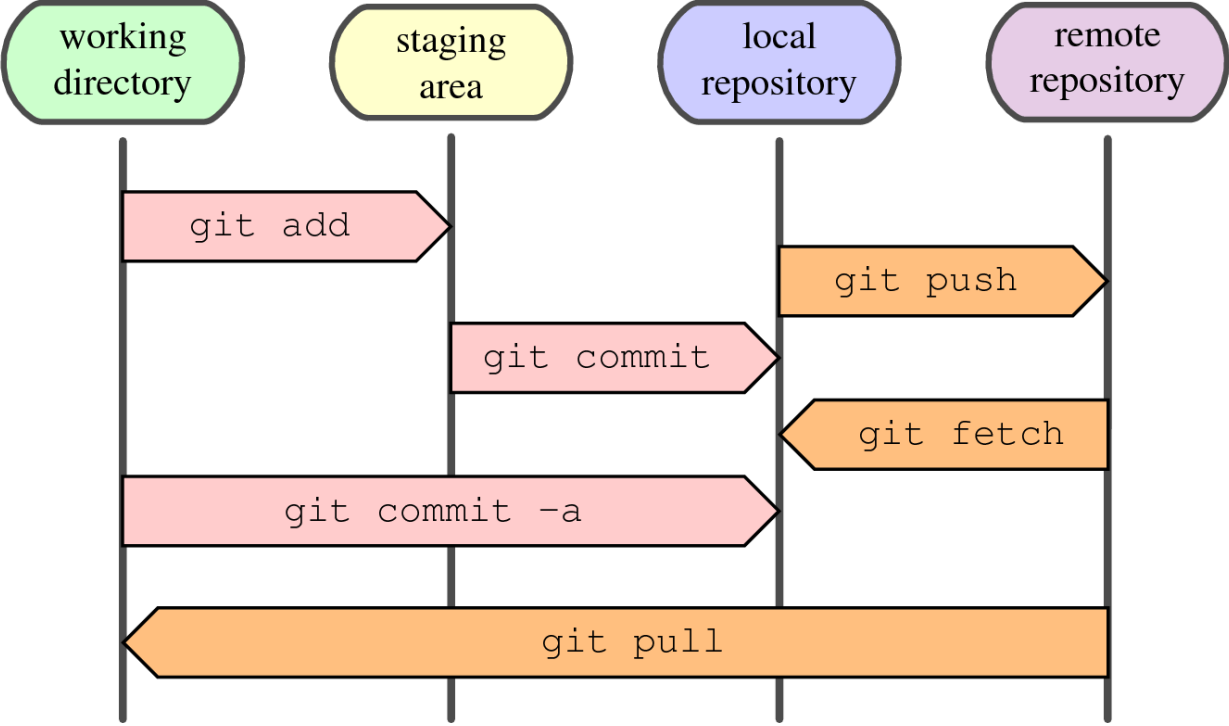 working
directory
staging
area
local
repository
remote
repository
git add
git push
git commit
git fetch
git commit -a
git pull